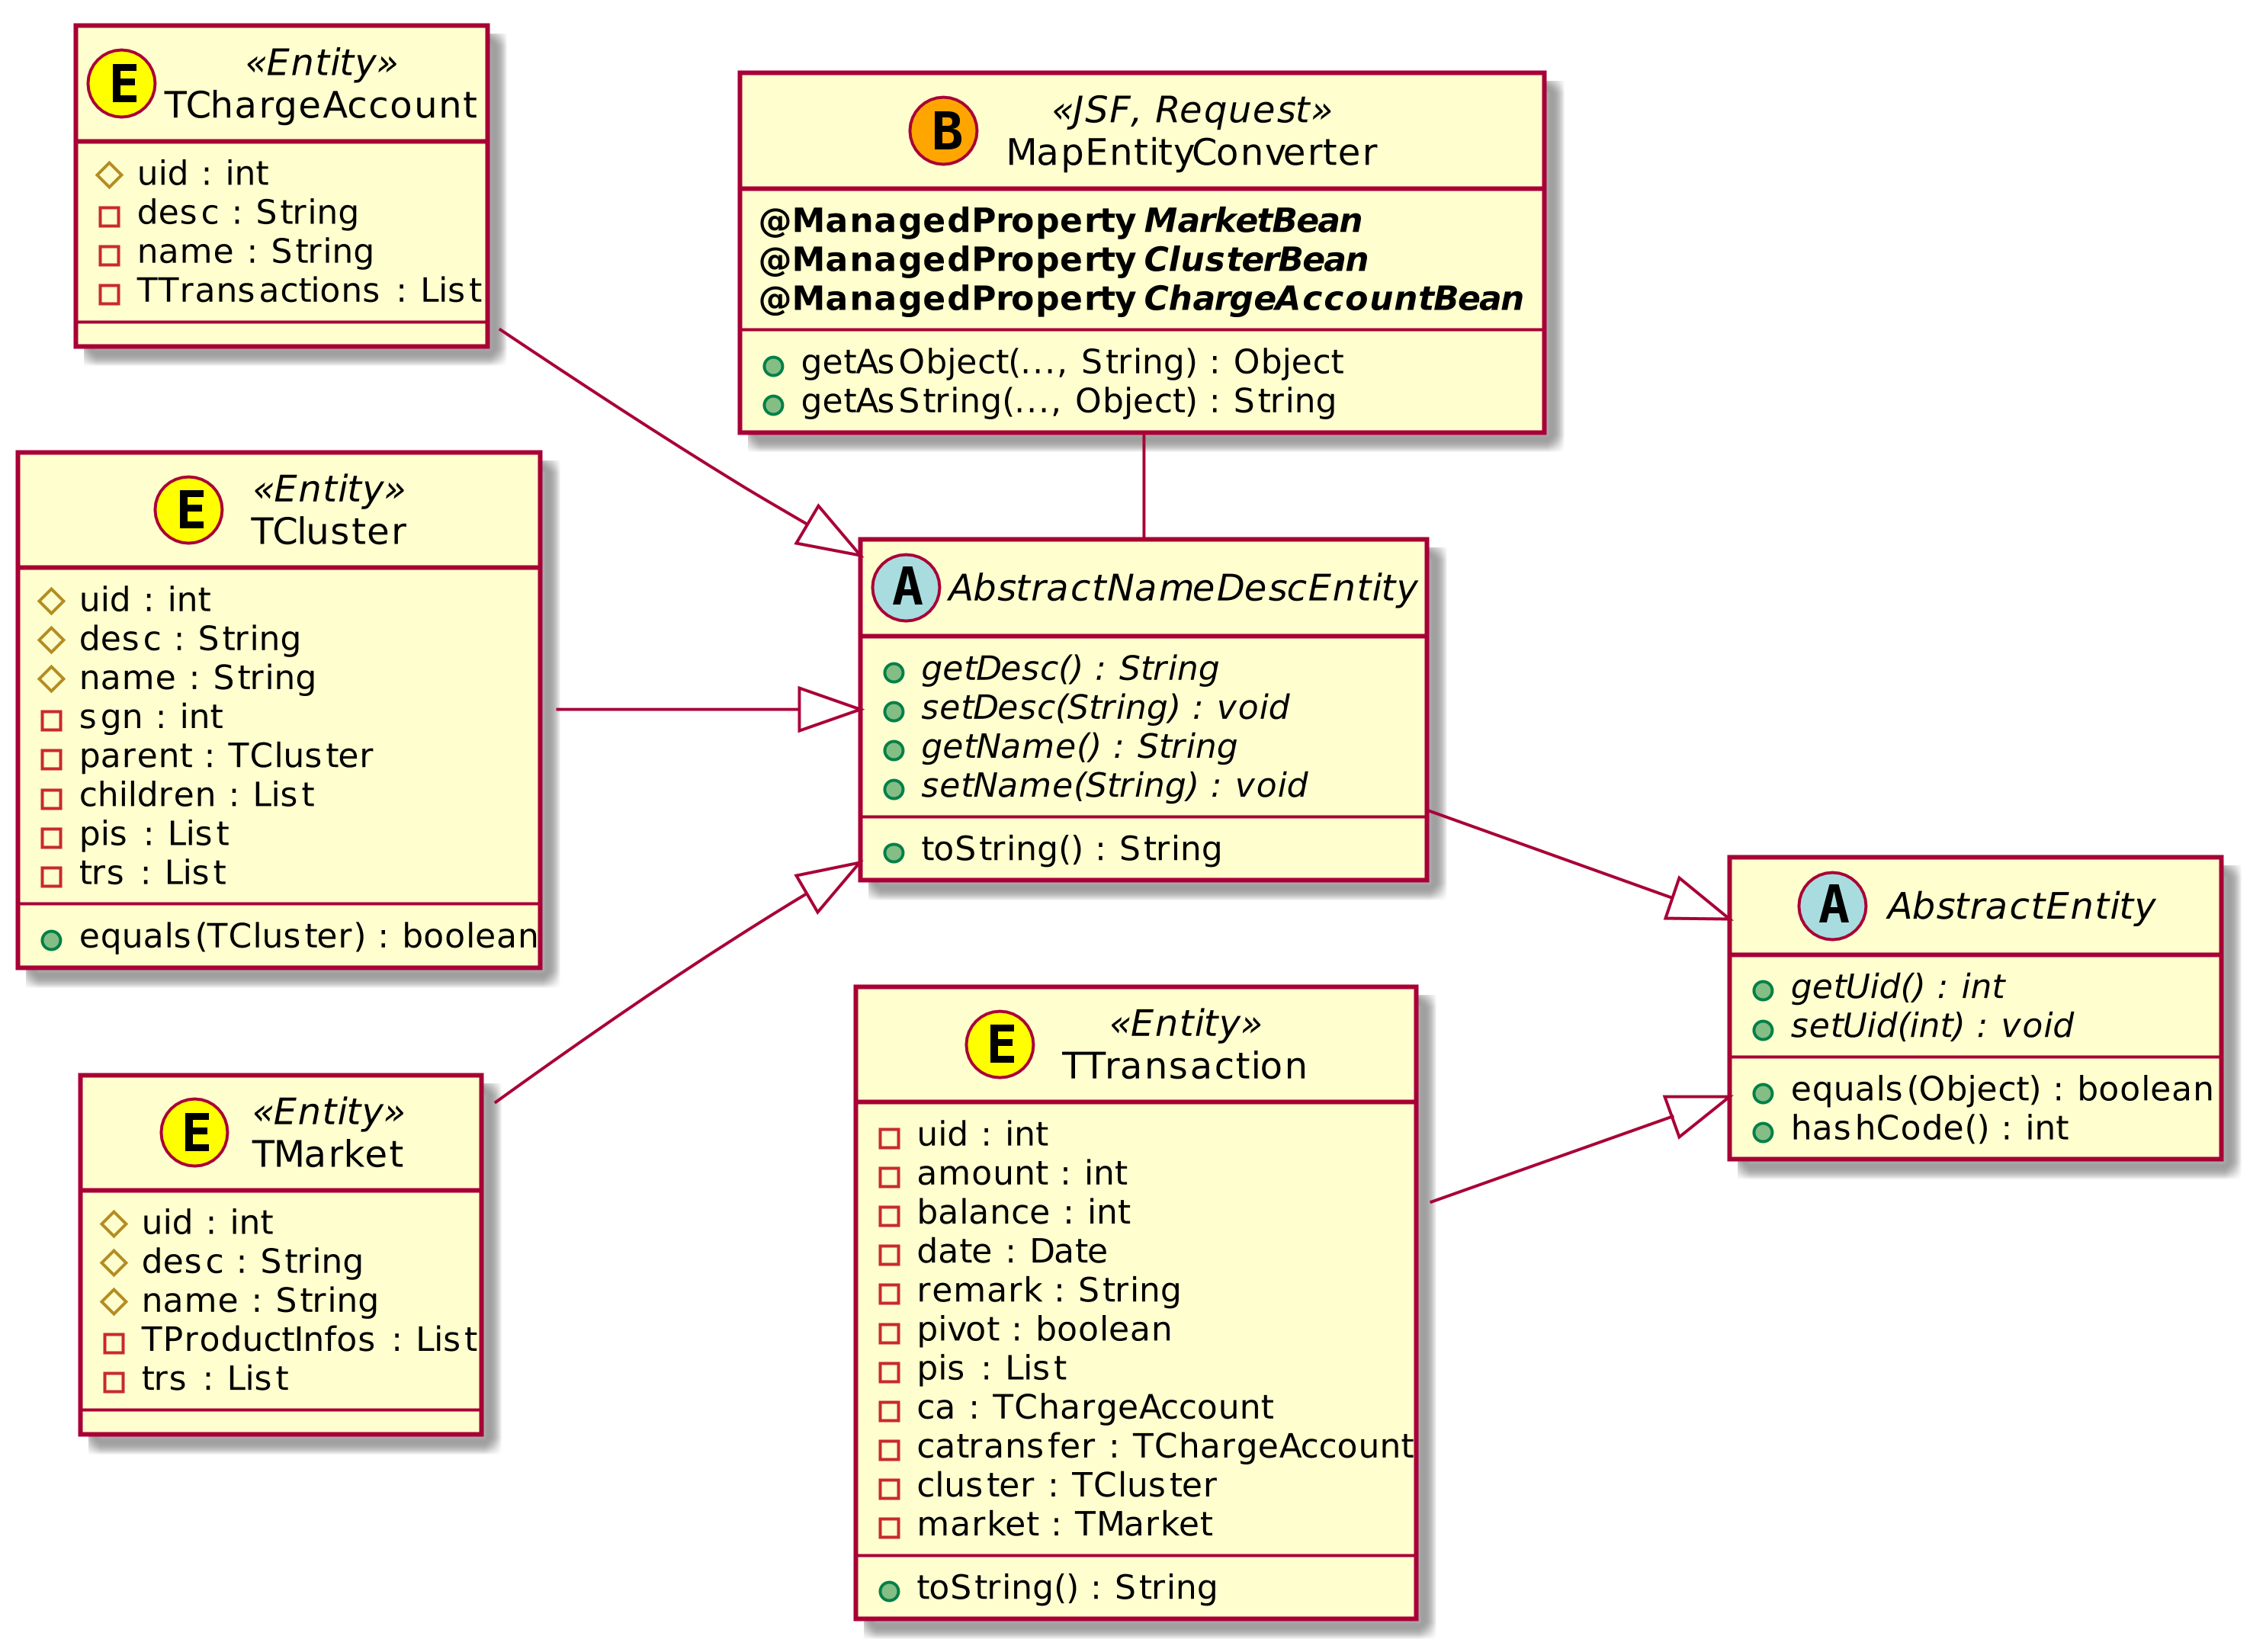 E
«Entity»
TChargeAccount
uid : int
desc : String
name : String
TTransactions : List
B
«JSF, Request»
MapEntityConverter
@ManagedProperty MarketBean
@ManagedProperty ClusterBean
@ManagedProperty ChargeAccountBean
getAsObject(..., String) : Object
getAsString(..., Object) : String
E
«Entity»
TCluster
uid : int
desc : String
name : String
sgn : int
parent : TCluster
children : List
pis : List
trs : List
equals(TCluster) : boolean
A
AbstractNameDescEntity
getDesc() : String
setDesc(String) : void
getName() : String
setName(String) : void
toString() : String
A
AbstractEntity
getUid() : int
setUid(int) : void
equals(Object) : boolean
hashCode() : int
E
«Entity»
TMarket
uid : int
desc : String
name : String
TProductInfos : List
trs : List
E
«Entity»
TTransaction
uid : int
amount : int
balance : int
date : Date
remark : String
pivot : boolean
pis : List
ca : TChargeAccount
catransfer : TChargeAccount
cluster : TCluster
market : TMarket
toString() : String